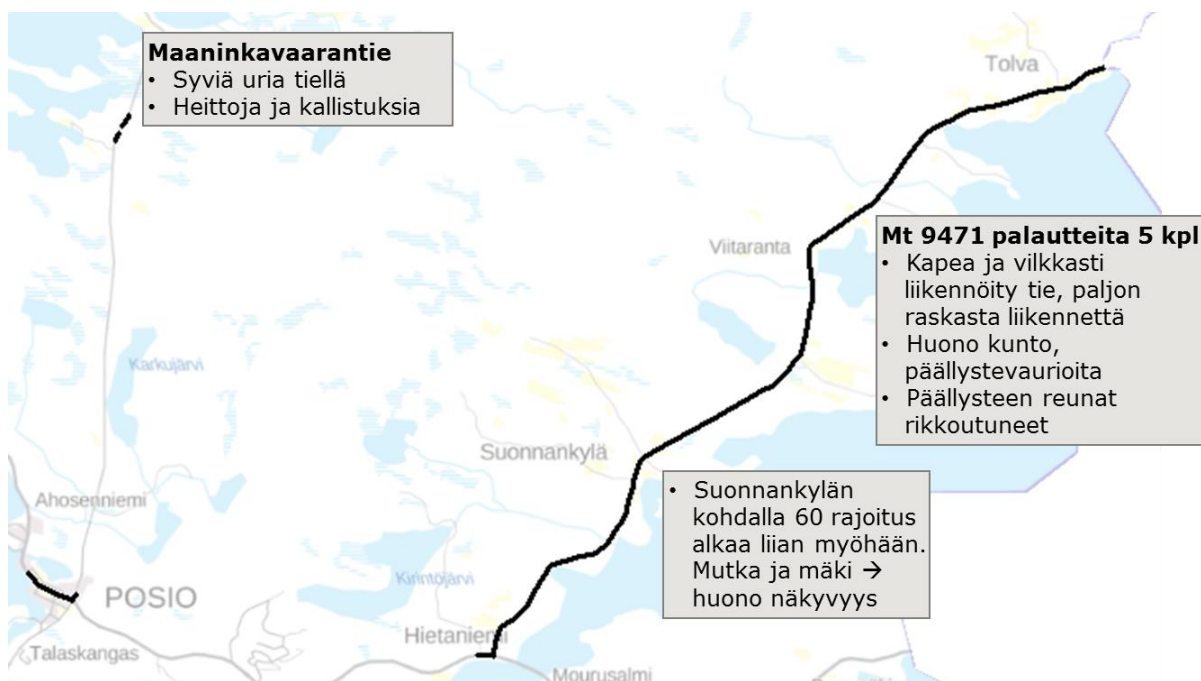 Maaninkavaarantie
• Syviä uria tiellä
• Heittoja ja kallistuksia
Tolva
Viitaranta
Mt 9471 palautteita 5 kpl
• Kapea ja vilkkasti
liikennöity tie, paljon
raskasta liikennettä
• Huono kunto,
päällystevaurioita
• Päällysteen reunat
rikkoutuneet
Karkujärvi
Suonnankylä
• Suonnankylän
kohdalla 60 rajoitus
alkaa liian myöhään.
Mutka ja mäki →
huono näkyvyys
Ahosenniemi
POSIO
Kirintöjärvi
Hietaniemi
Talaskangas
Mourusalmi